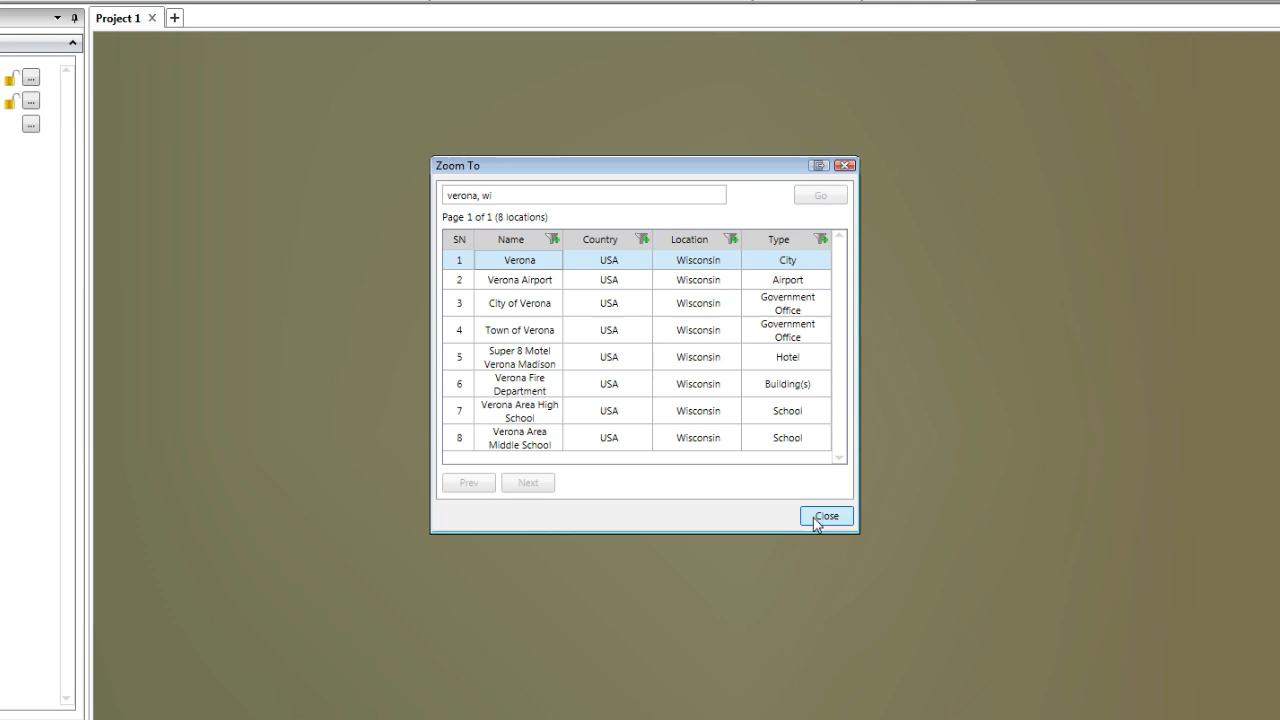 Project 1
Zoom To
verona, wi
Go
Page 1 of 1 (8 locations)
SN Name Country Location Type
1 Verona USA Wisconsin City
2 Verona Airport USA Wisconsin Airport
3 City of Verona USA Wisconsin Government Office
4 Town of Verona USA Wisconsin Government Office
5 Super 8 Motel Verona Madison USA Wisconsin Hotel
6 Verona Fire Department USA Wisconsin Building(s)
7 Verona Area High School USA Wisconsin School
8 Verona Area Middle School USA Wisconsin School
Prev Next
Close